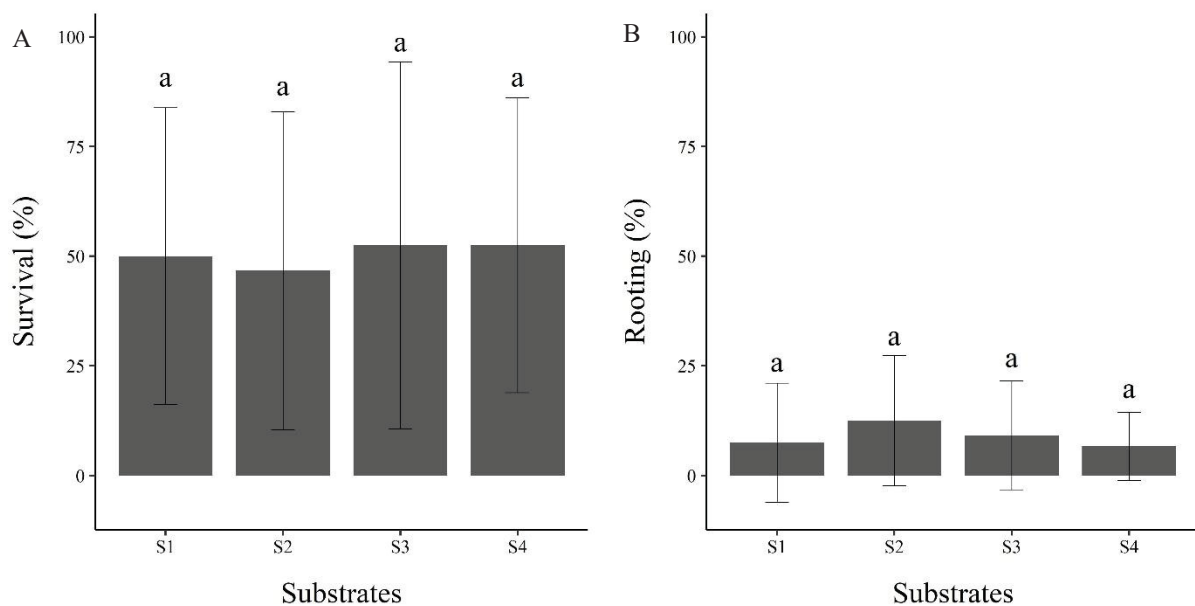 A
Survival (%)
100
75
50
25
0
a
a
a
a
S1
S2
S3
S4
Substrates
B
Rooting (%)
100
75
50
25
0
a
a
a
a
S1
S2
S3
S4
Substrates